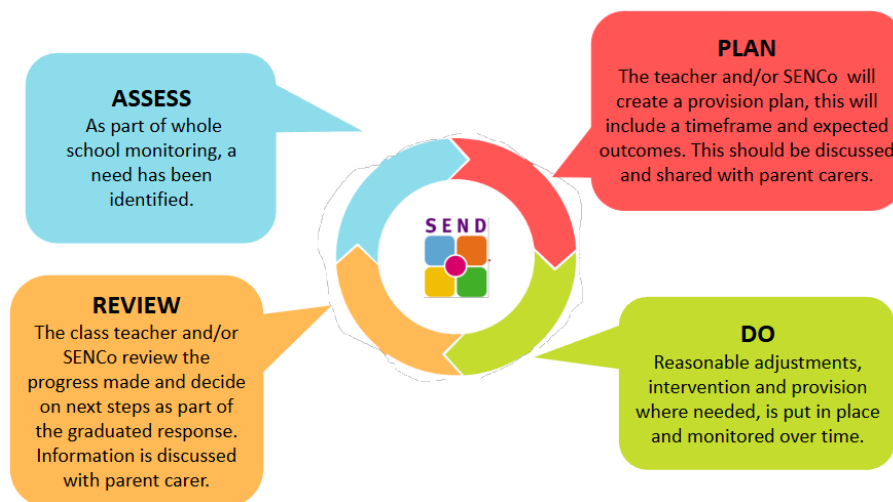 ASSESS
As part of whole
school monitoring, a
need has been
identified.
PLAN
The teacher and/or SENCo will
create a provision plan, this will
include a timeframe and expected
outcomes. This should be discussed
and shared with parent carers.
SEND
DO
Reasonable adjustments,
intervention and provision
where needed, is put in place
and monitored over time.
REVIEW
The class teacher and/or
SENCo review the
progress made and decide
on next steps as part of
the graduated response.
Information is discussed
with parent carer.